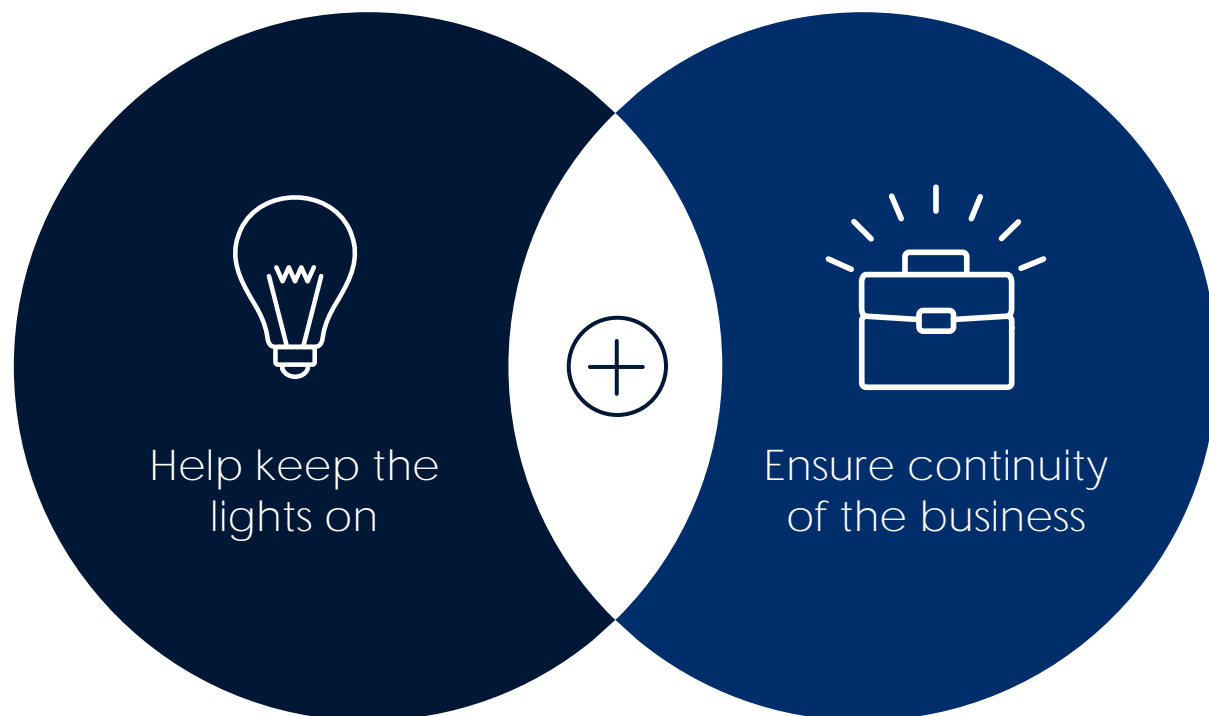 Help keep the
lights on
Ensure continuity
of the business